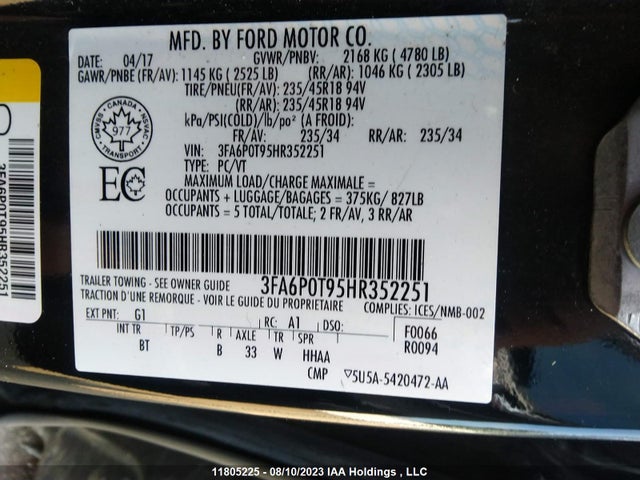 MFD. BY FORD MOTOR CO.
DATE: 04/17 GVWR/PNBV: 2168 KG ( 4780 LB)
GAWR/PNBE (FR/AV): 1145 KG ( 2525 LB) (RR/AR): 1046 KG ( 2305 LB)
TIRE/PNEU(FR/AV): 235/45R18 94V
(RR/AR): 235/45R18 94V
kPa/PSI(COLD)/lb/po² (A FROID):
FR/AV: 235/34 RR/AR: 235/34
VIN: 3FA6P0T95HR352251
TYPE: PC/VT
MAXIMUM LOAD/CHARGE MAXIMALE =
OCCUPANTS + LUGGAGE/BAGAGES = 375KG/ 827LB
OCCUPANTS = 5 TOTAL/TOTALE; 2 FR/AV, 3 RR/AR
CANADA
CMVSS NSVAC
977
TRANSPORT
EC
3FA6P0T95HR352251
TRAILER TOWING - SEE OWNER GUIDE
TRACTION D'UNE REMORQUE - VOIR LE GUIDE DU PROPRIETAIRE
COMPLIES: ICES/NMB-002
EXT PNT: G1 RC: A1 DSO: F0066
INT TR TP/PS R AXLE TR SPR R0094
BT B 33 W HHAA
CMP ▽5U5A-5420472-AA
3FA6P0T95HR352251
11805225 - 08/10/2023 IAA Holdings , LLC